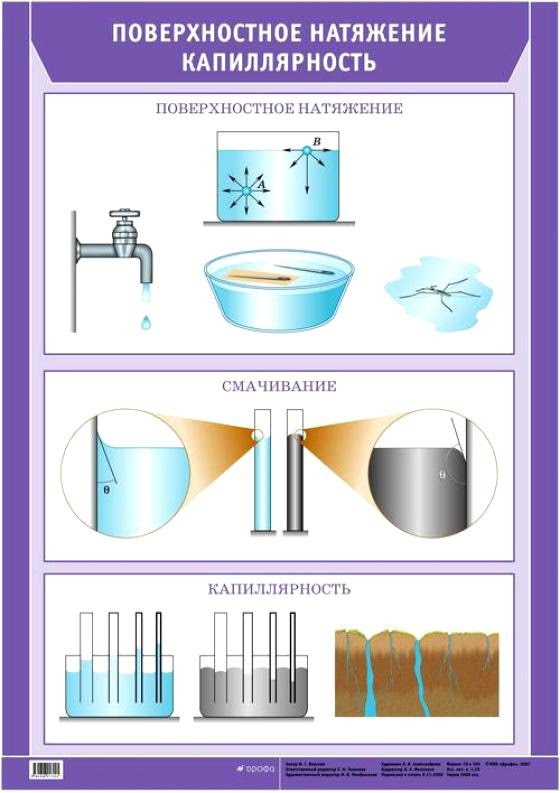 ПОВЕРХНОСТНОЕ НАТЯЖЕНИЕ
КАПИЛЛЯРНОСТЬ
ПОВЕРХНОСТНОЕ НАТЯЖЕНИЕ
B
A
СМАЧИВАНИЕ
θ
θ
КАПИЛЛЯРНОСТЬ
дрофа